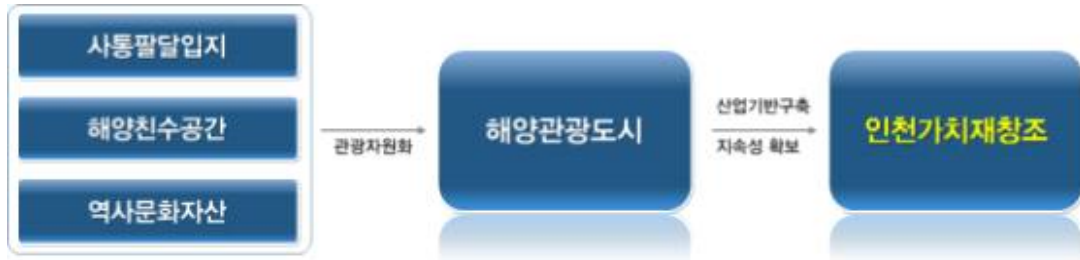 사통팔달입지
해양친수공간
역사문화자산
관광자원화
해양관광도시
산업기반구축
지속성 확보
인천가치재창조